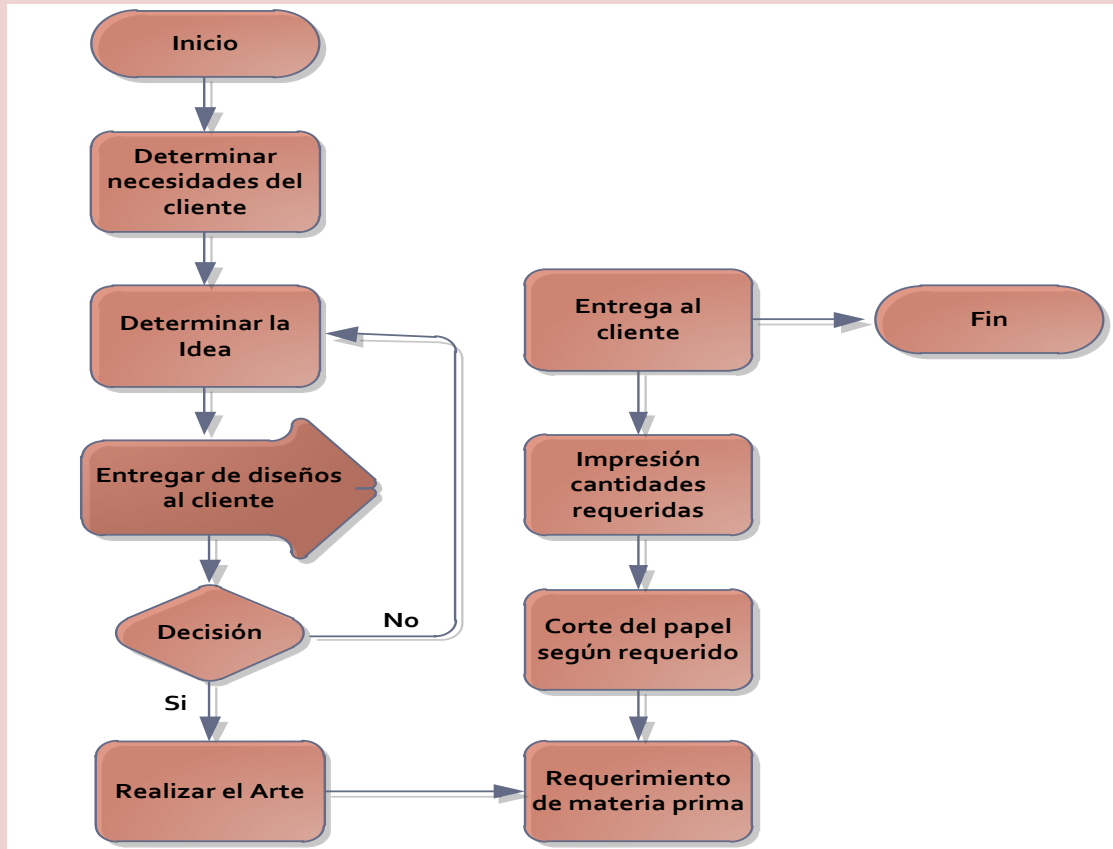 Inicio
Determinar
necesidades del
cliente
Determinar la
Idea
Entregar de diseños
al cliente
Decisión
No
Si
Realizar el Arte
Entrega al
cliente
Fin
Impresión
cantidades
requeridas
Corte del papel
según requerido
Requerimiento
de materia prima